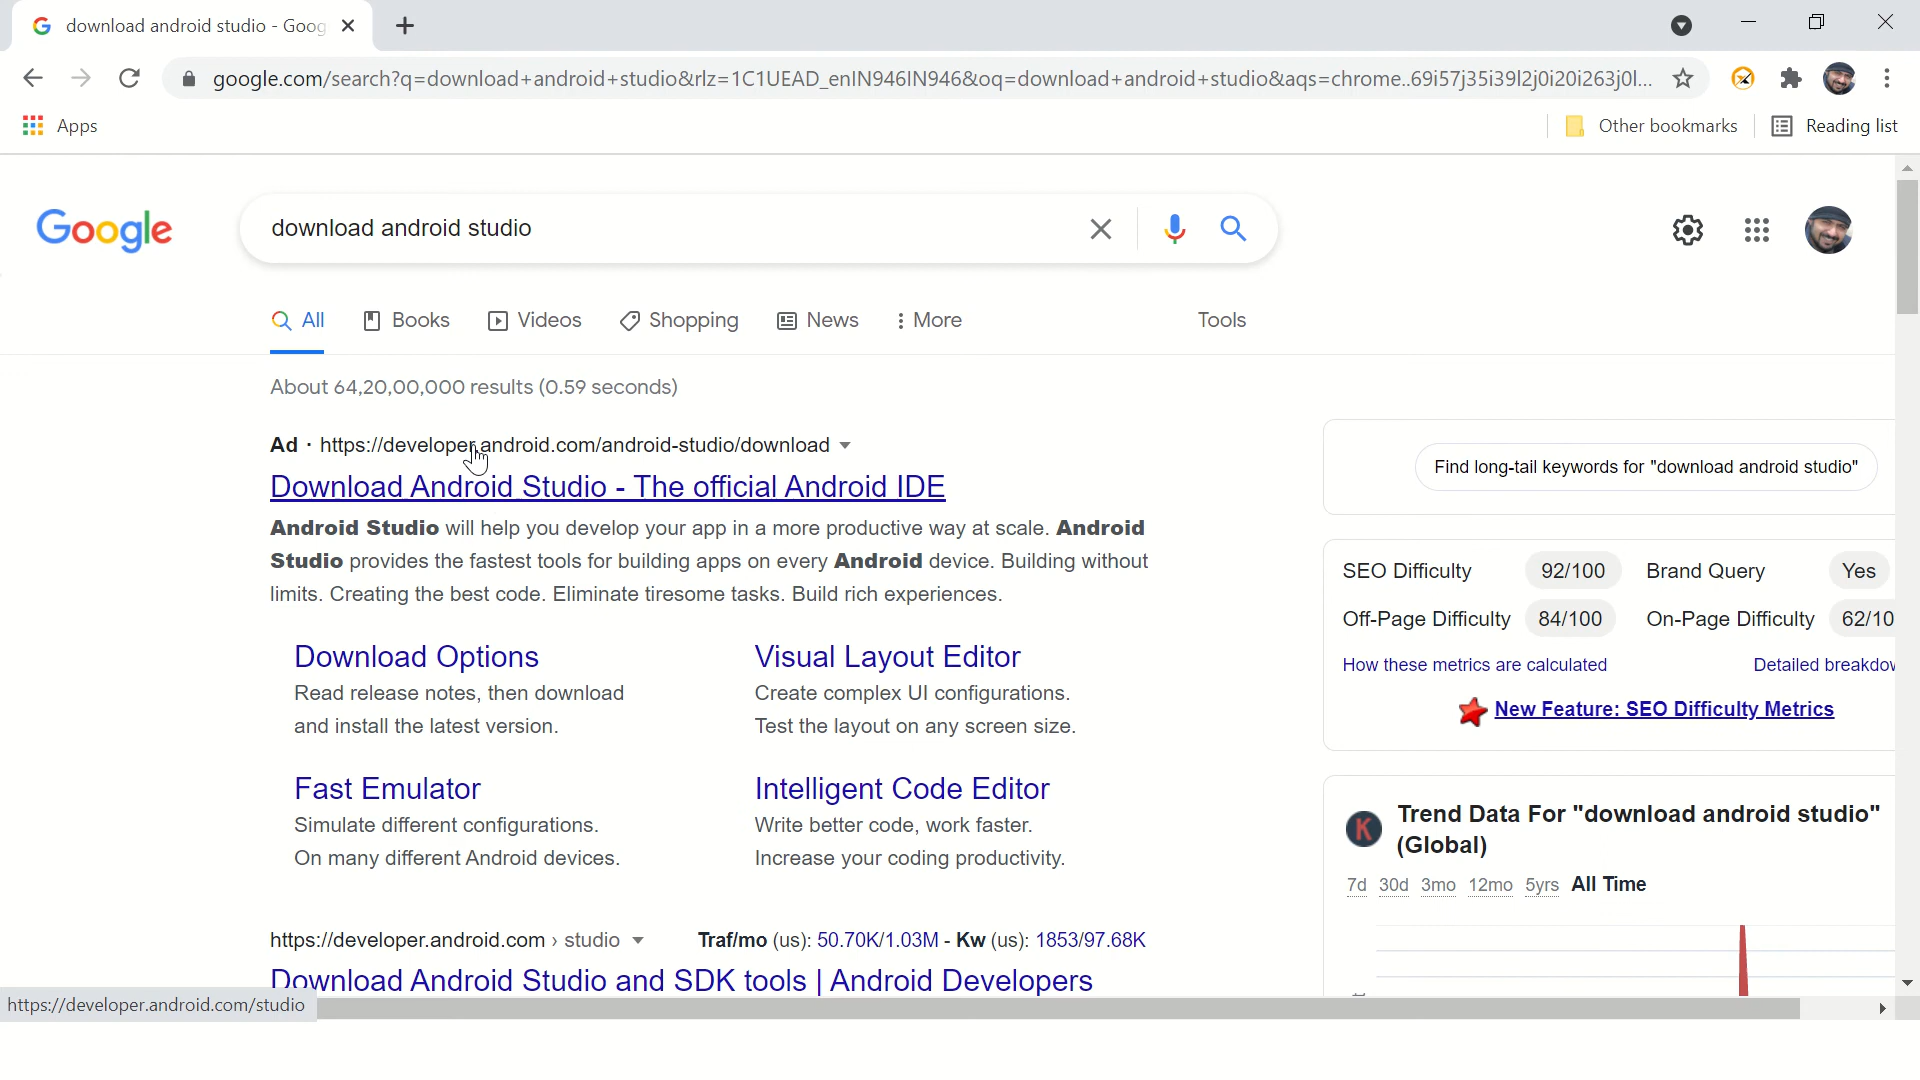 download android studio - Goog
google.com/search?q=download+android+studio&rlz=1C1UEAD_enIN946IN946&oq=download+android+studio&aqs=chrome..69i57j35i39l2j0i20i263j0l...
Apps
Other bookmarks
Reading list
Google
download android studio
All
Books
Videos
Shopping
News
More
Tools
About 64,20,00,000 results (0.59 seconds)
Ad · https://developer.android.com/android-studio/download
Download Android Studio - The official Android IDE
Android Studio will help you develop your app in a more productive way at scale. Android
Studio provides the fastest tools for building apps on every Android device. Building without
limits. Creating the best code. Eliminate tiresome tasks. Build rich experiences.
Download Options
Read release notes, then download
and install the latest version.
Visual Layout Editor
Create complex UI configurations.
Test the layout on any screen size.
Fast Emulator
Simulate different configurations.
On many different Android devices.
Intelligent Code Editor
Write better code, work faster.
Increase your coding productivity.
https://developer.android.com › studio
Traf/mo (us): 50.70K/1.03M - Kw (us): 1853/97.68K
Download Android Studio and SDK tools | Android Developers
https://developer.android.com/studio
Find long-tail keywords for "download android studio"
SEO Difficulty 92/100 Brand Query Yes
Off-Page Difficulty 84/100 On-Page Difficulty 62/10
How these metrics are calculated
Detailed breakdow
New Feature: SEO Difficulty Metrics
K
Trend Data For "download android studio"
(Global)
7d 30d 3mo 12mo 5yrs All Time